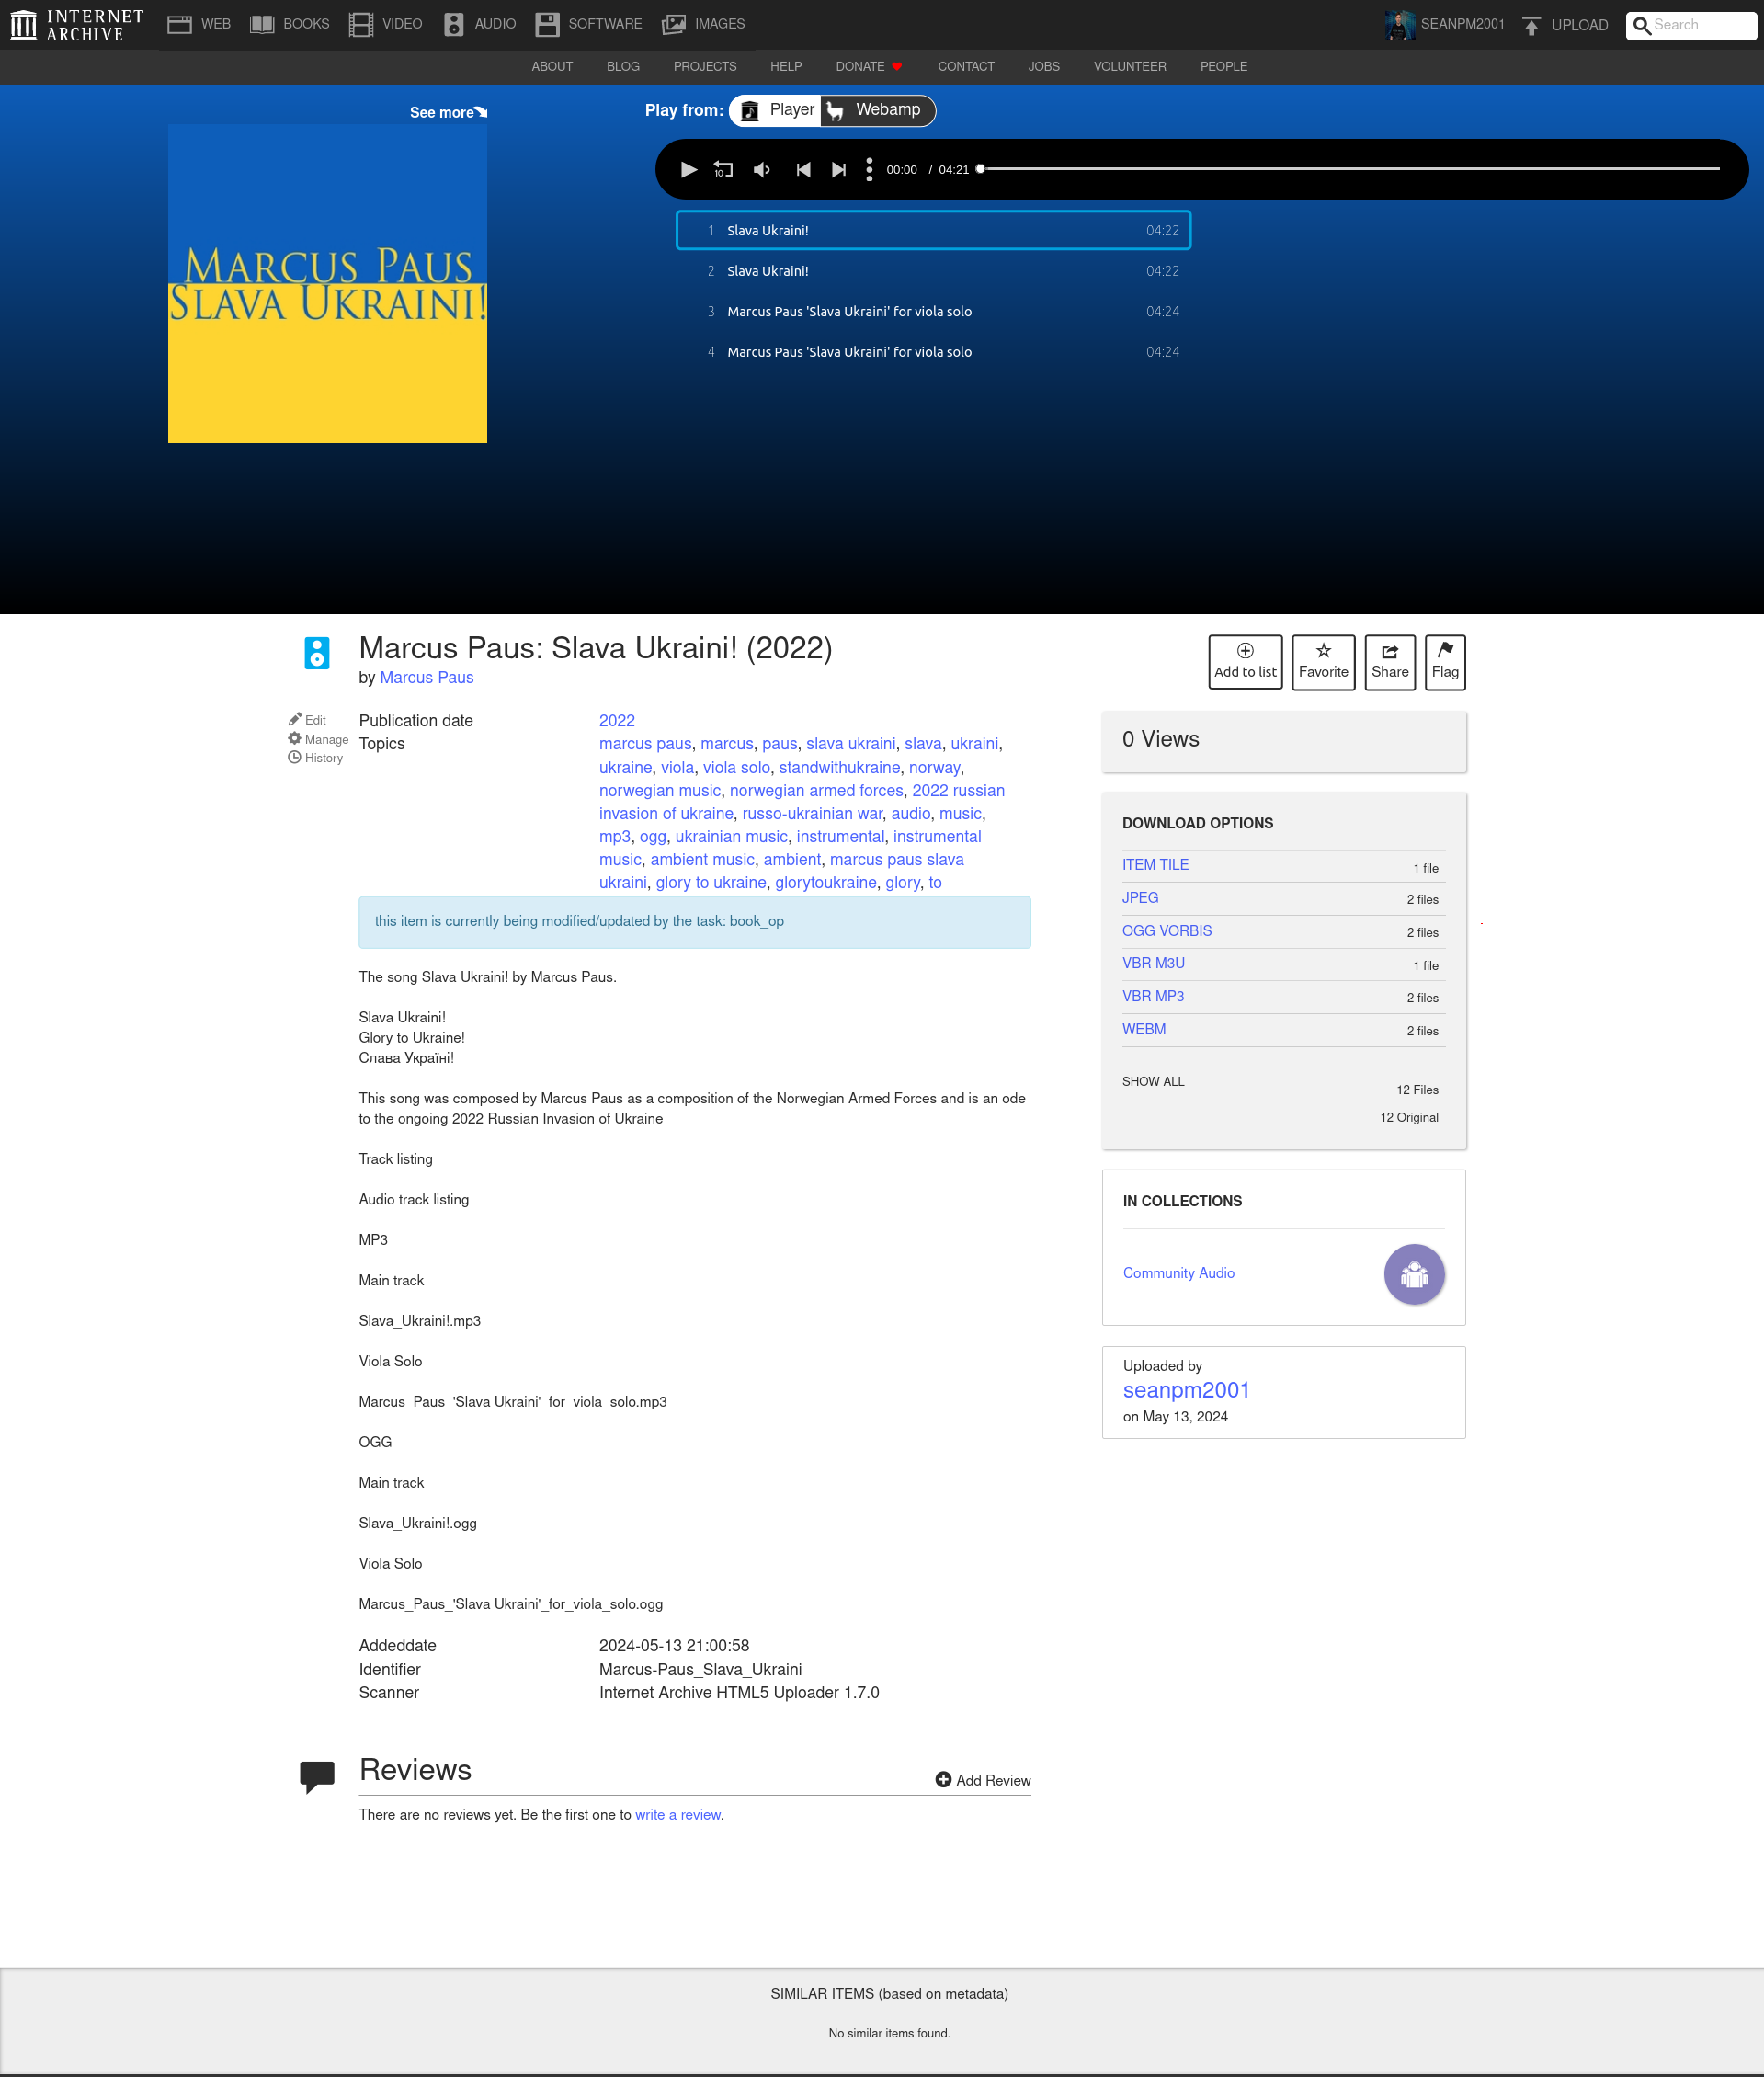 INTERNET
ARCHIVE
WEB BOOKS VIDEO AUDIO SOFTWARE IMAGES SEANPM2001 UPLOAD Search
ABOUT BLOG PROJECTS HELP DONATE CONTACT JOBS VOLUNTEER PEOPLE
See more
Play from: Player Webamp
10 00:00 / 04:21
MARCUS PAUS
SLAVA UKRAINI!
1 Slava Ukraini! 04:22
2 Slava Ukraini! 04:22
3 Marcus Paus 'Slava Ukraini' for viola solo 04:24
4 Marcus Paus 'Slava Ukraini' for viola solo 04:24
Marcus Paus: Slava Ukraini! (2022)
by Marcus Paus
Add to list Favorite Share Flag
Edit
Manage
History
Publication date 2022
Topics marcus paus, marcus, paus, slava ukraini, slava, ukraini,
ukraine, viola, viola solo, standwithukraine, norway,
norwegian music, norwegian armed forces, 2022 russian
invasion of ukraine, russo-ukrainian war, audio, music,
mp3, ogg, ukrainian music, instrumental, instrumental
music, ambient music, ambient, marcus paus slava
ukraini, glory to ukraine, glorytoukraine, glory, to
this item is currently being modified/updated by the task: book_op
The song Slava Ukraini! by Marcus Paus.
Slava Ukraini!
Glory to Ukraine!
Слава Україні!
This song was composed by Marcus Paus as a composition of the Norwegian Armed Forces and is an ode
to the ongoing 2022 Russian Invasion of Ukraine
Track listing
Audio track listing
MP3
Main track
Slava_Ukraini!.mp3
Viola Solo
Marcus_Paus_'Slava Ukraini'_for_viola_solo.mp3
OGG
Main track
Slava_Ukraini!.ogg
Viola Solo
Marcus_Paus_'Slava Ukraini'_for_viola_solo.ogg
Addeddate 2024-05-13 21:00:58
Identifier Marcus-Paus_Slava_Ukraini
Scanner Internet Archive HTML5 Uploader 1.7.0
0 Views
DOWNLOAD OPTIONS
ITEM TILE 1 file
JPEG 2 files
OGG VORBIS 2 files
VBR M3U 1 file
VBR MP3 2 files
WEBM 2 files
SHOW ALL 12 Files
12 Original
IN COLLECTIONS
Community Audio
Uploaded by
seanpm2001
on May 13, 2024
Reviews
Add Review
There are no reviews yet. Be the first one to write a review.
SIMILAR ITEMS (based on metadata)
No similar items found.